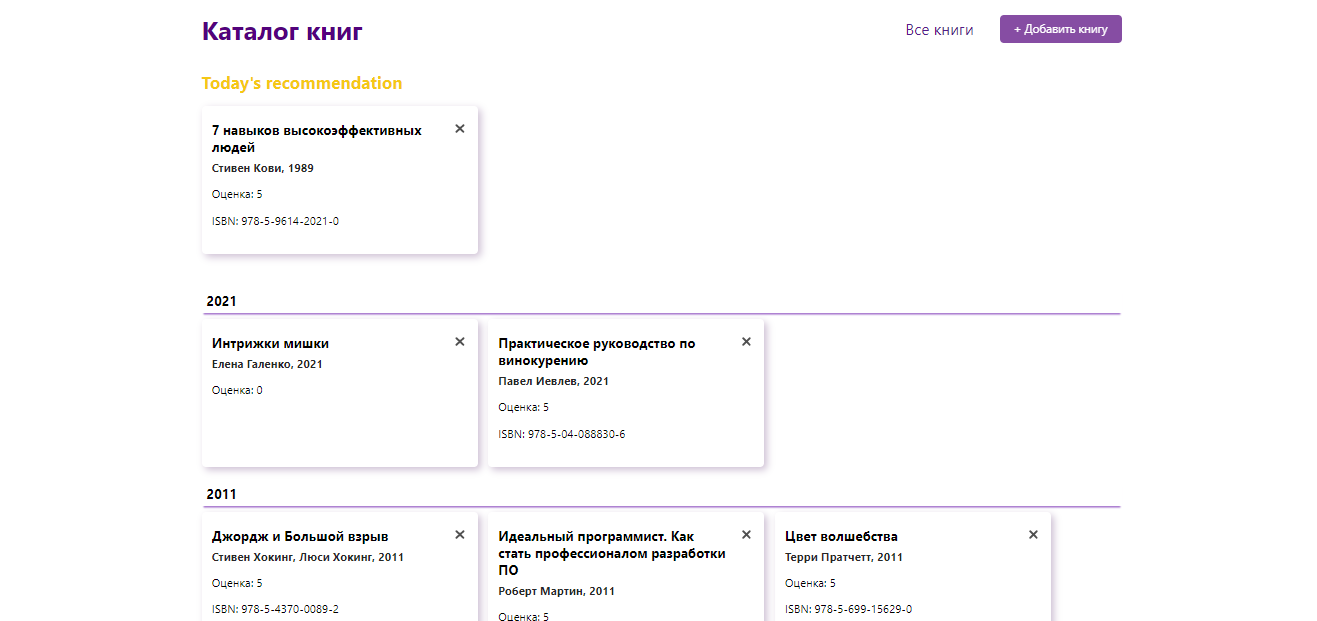 Каталог книг
Все книги
+ Добавить книгу
Today's recommendation
7 навыков высокоэффективных
людей
Стивен Кови, 1989
Оценка: 5
ISBN: 978-5-9614-2021-0
2021
Интрижки мишки
Елена Галенко, 2021
Оценка: 0
Практическое руководство по
винокурению
Павел Иевлев, 2021
Оценка: 5
ISBN: 978-5-04-088830-6
2011
Джордж и Большой взрыв
Стивен Хокинг, Люси Хокинг, 2011
Оценка: 5
ISBN: 978-5-4370-0089-2
Идеальный программист. Как
стать профессионалом разработки
ПО
Роберт Мартин, 2011
Оценка: 5
Цвет волшебства
Терри Пратчетт, 2011
Оценка: 5
ISBN: 978-5-699-15629-0